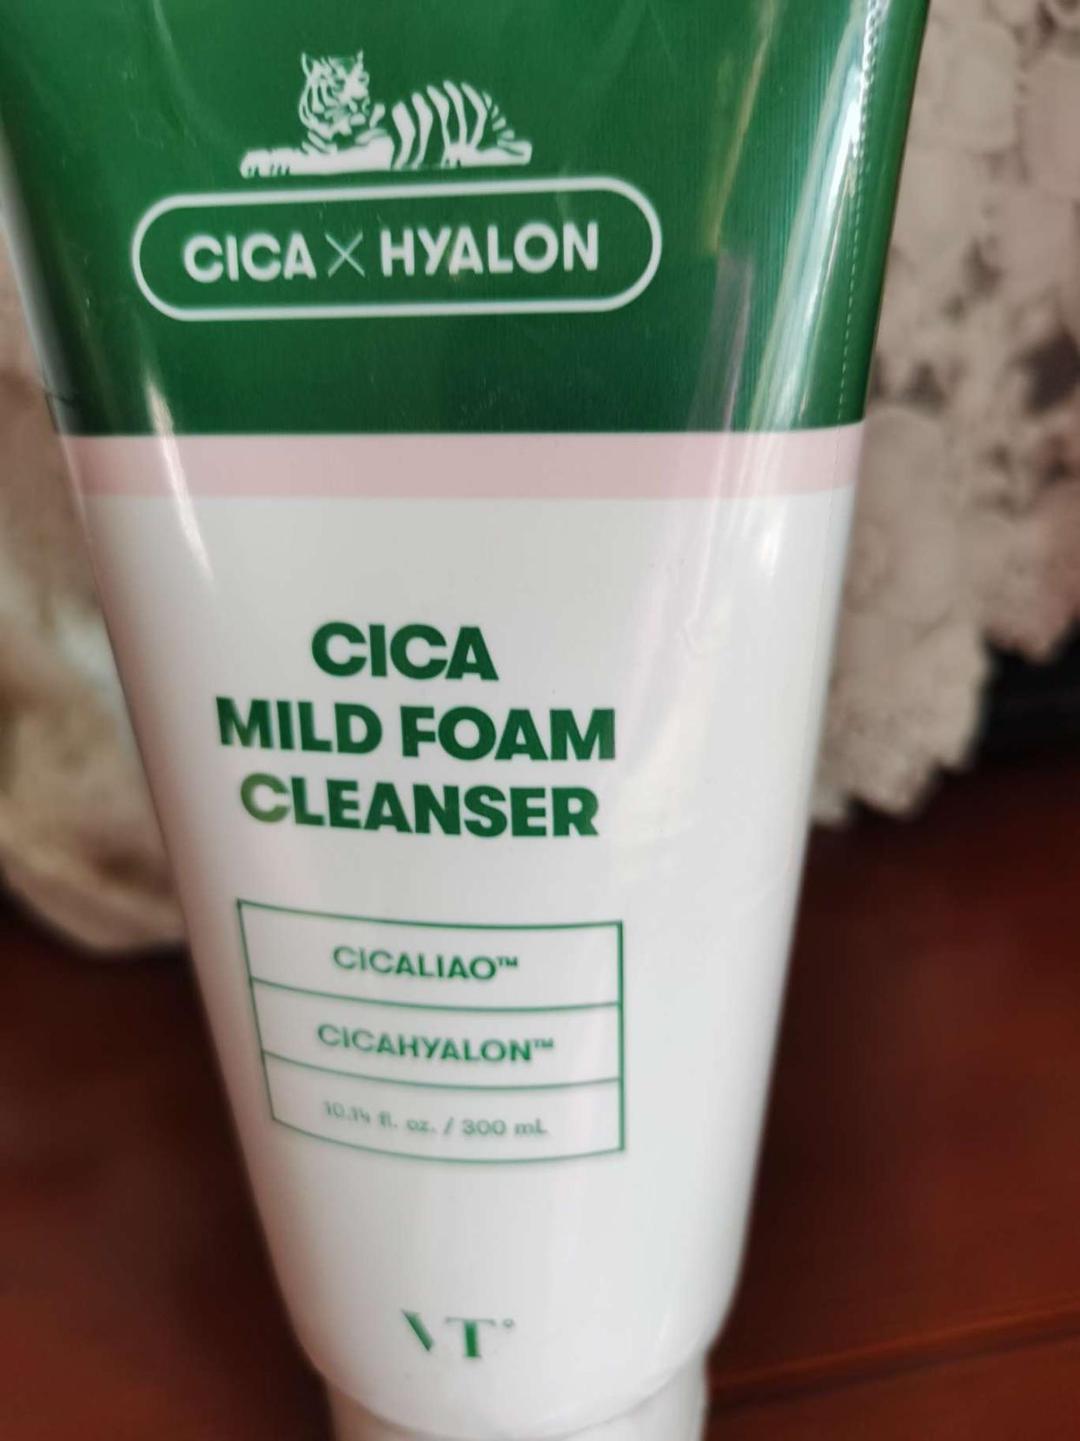 CICA X HYALON
CICA
MILD FOAM
CLEANSER
CICALIAO™
CICAHYALON™
10.14 fl. oz. / 300 mL
VT